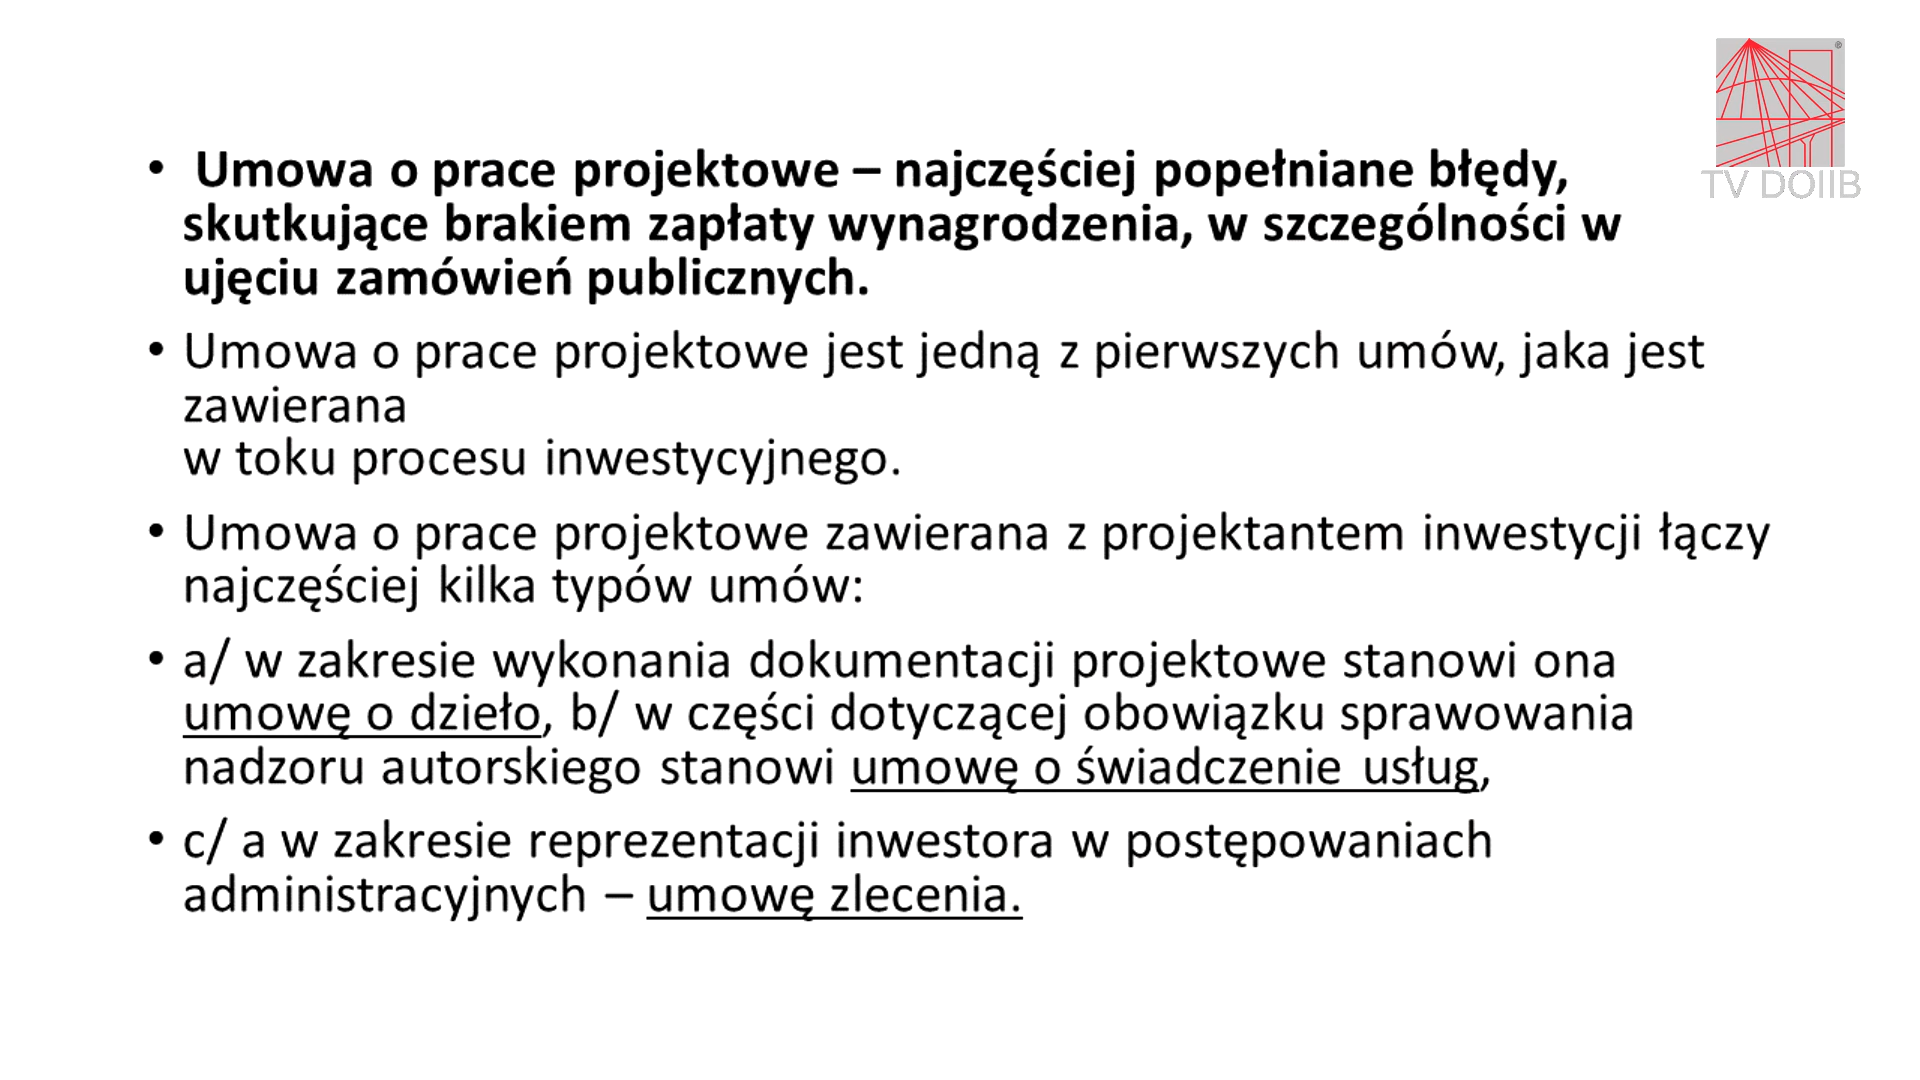 • Umowa o prace projektowe – najczęściej popełniane błędy,
skutkujące brakiem zapłaty wynagrodzenia, w szczególności w
ujęciu zamówień publicznych.
• Umowa o prace projektowe jest jedną z pierwszych umów, jaka jest
zawierana
w toku procesu inwestycyjnego.
• Umowa o prace projektowe zawierana z projektantem inwestycji łączy
najczęściej kilka typów umów:
• a/ w zakresie wykonania dokumentacji projektowe stanowi ona
umowę o dzieło, b/ w części dotyczącej obowiązku sprawowania
nadzoru autorskiego stanowi umowę o świadczenie usług,
• c/ a w zakresie reprezentacji inwestora w postępowaniach
administracyjnych – umowę zlecenia.
®
TV DOIIB